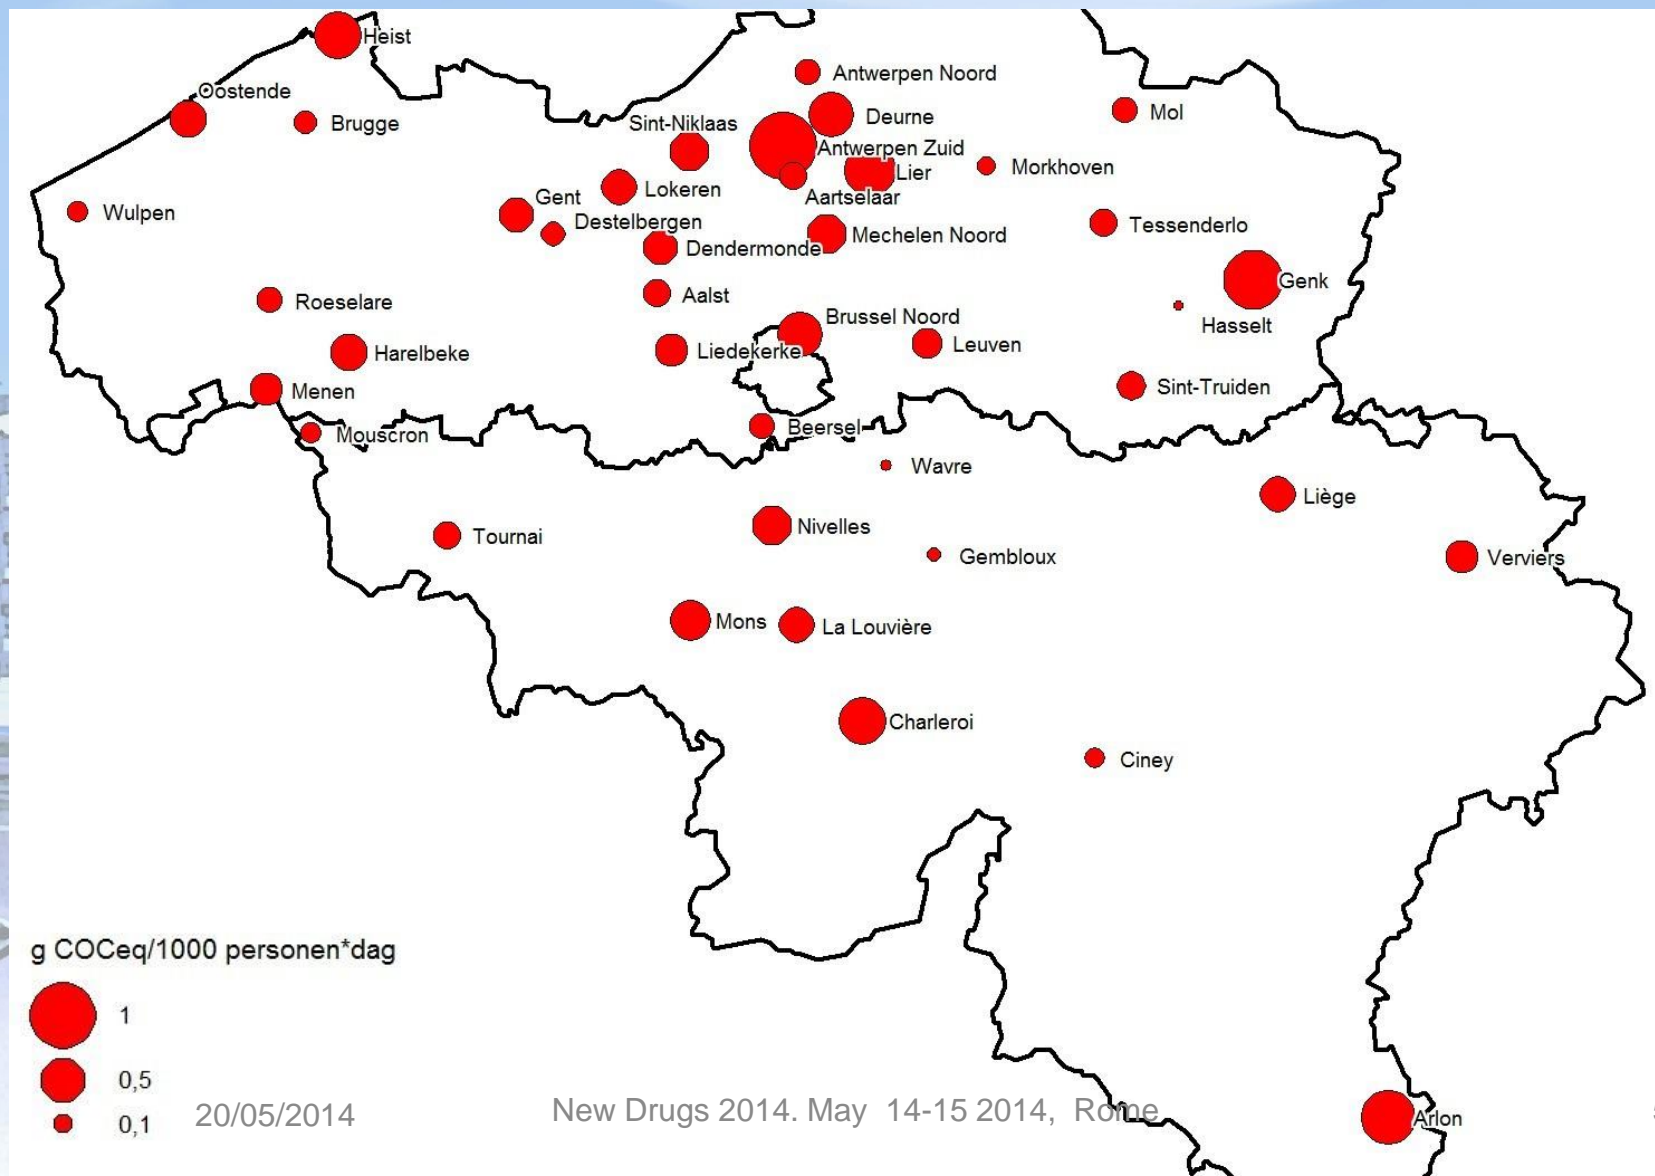 Heist
Antwerpen Noord
Oostende
Mol
Deurne
Brugge
Sint-Niklaas
Antwerpen Zuid
Morkhoven
Lier
Lokeren
Aartselaar
Gent
Wulpen
Destelbergen
Tessenderlo
Mechelen Noord
Dendermonde
Genk
Aalst
Roeselare
Brussel Noord
Hasselt
Leuven
Liedekerke
Harelbeke
Sint-Truiden
Menen
Beersel
Mouscron
Wavre
Liège
Nivelles
Tournai
Gembloux
Verviers
Mons
La Louvière
Charleroi
Ciney
g COCeq/1000 personen*dag
1
0,5
0,1
20/05/2014
New Drugs 2014. May 14-15 2014, Rome
Arlon